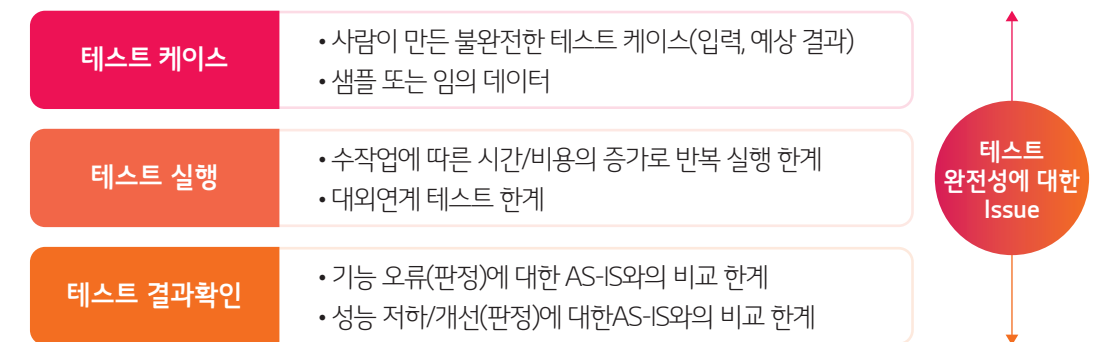 테스트 케이스
• 사람이 만든 불완전한 테스트 케이스(입력, 예상 결과)
• 샘플 또는 임의 데이터
테스트 실행
• 수작업에 따른 시간/비용의 증가로 반복 실행 한계
• 대외연계 테스트 한계
테스트 결과확인
• 기능 오류(판정)에 대한 AS-IS와의 비교 한계
• 성능 저하/개선(판정)에 대한AS-IS와의 비교 한계
테스트
완전성에 대한
Issue